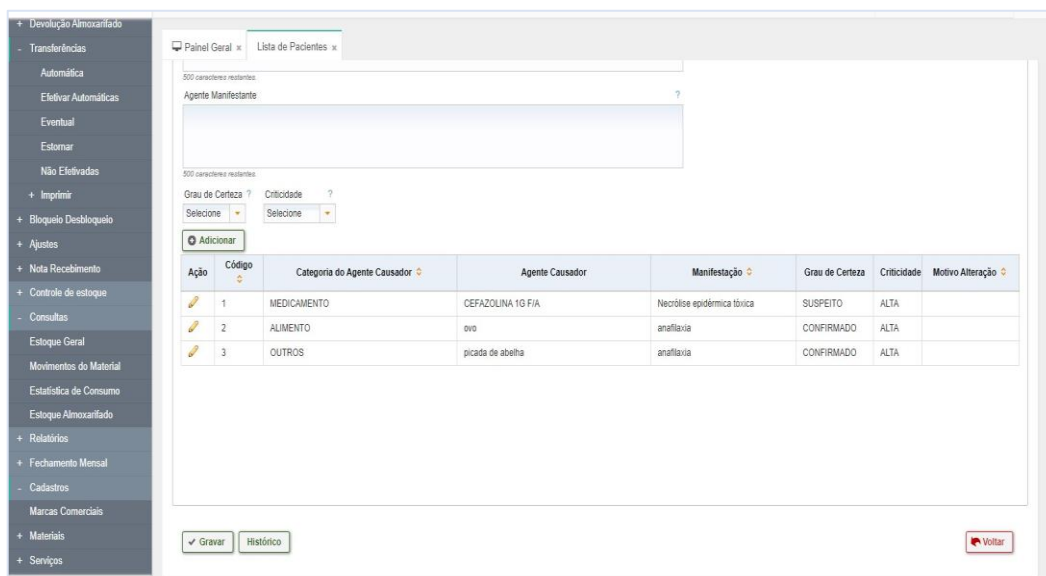 + Devolução Almoxarifado
- Transferências
Automática
Efetivar Automáticas
Eventual
Estornar
Não Efetivadas
+ Imprimir
+ Bloqueio Desbloqueio
+ Ajustes
+ Nota Recebimento
+ Controle de estoque
- Consultas
Estoque Geral
Movimentos do Material
Estatística de Consumo
Estoque Almoxarifado
+ Relatórios
+ Fechamento Mensal
- Cadastros
Marcas Comerciais
+ Materiais
+ Serviços
Painel Geral x Lista de Pacientes x
500 caracteres restantes.
Agente Manifestante ?
500 caracteres restantes.
Grau de Certeza ? Criticidade ?
Selecione Selecione
Adicionar
Ação Código Categoria do Agente Causador Agente Causador Manifestação Grau de Certeza Criticidade Motivo Alteração
1 MEDICAMENTO CEFAZOLINA 1G F/A Necrólise epidérmica tóxica SUSPEITO ALTA
2 ALIMENTO ovo anafilaxia CONFIRMADO ALTA
3 OUTROS picada de abelha anafilaxia CONFIRMADO ALTA
Gravar Histórico Voltar